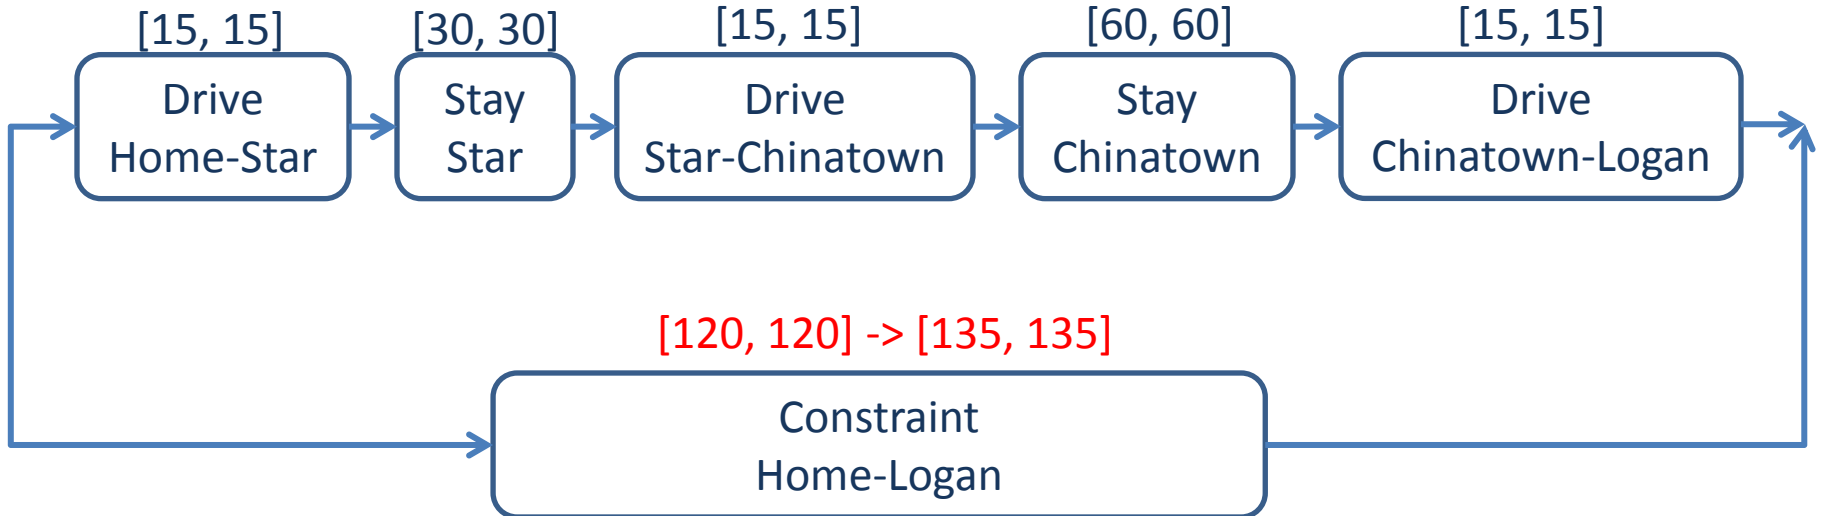 [15, 15]
[30, 30]
[15, 15]
[60, 60]
[15, 15]
Drive
Home-Star
Stay
Star
Drive
Star-Chinatown
Stay
Chinatown
Drive
Chinatown-Logan
[120, 120] -> [135, 135]
Constraint
Home-Logan